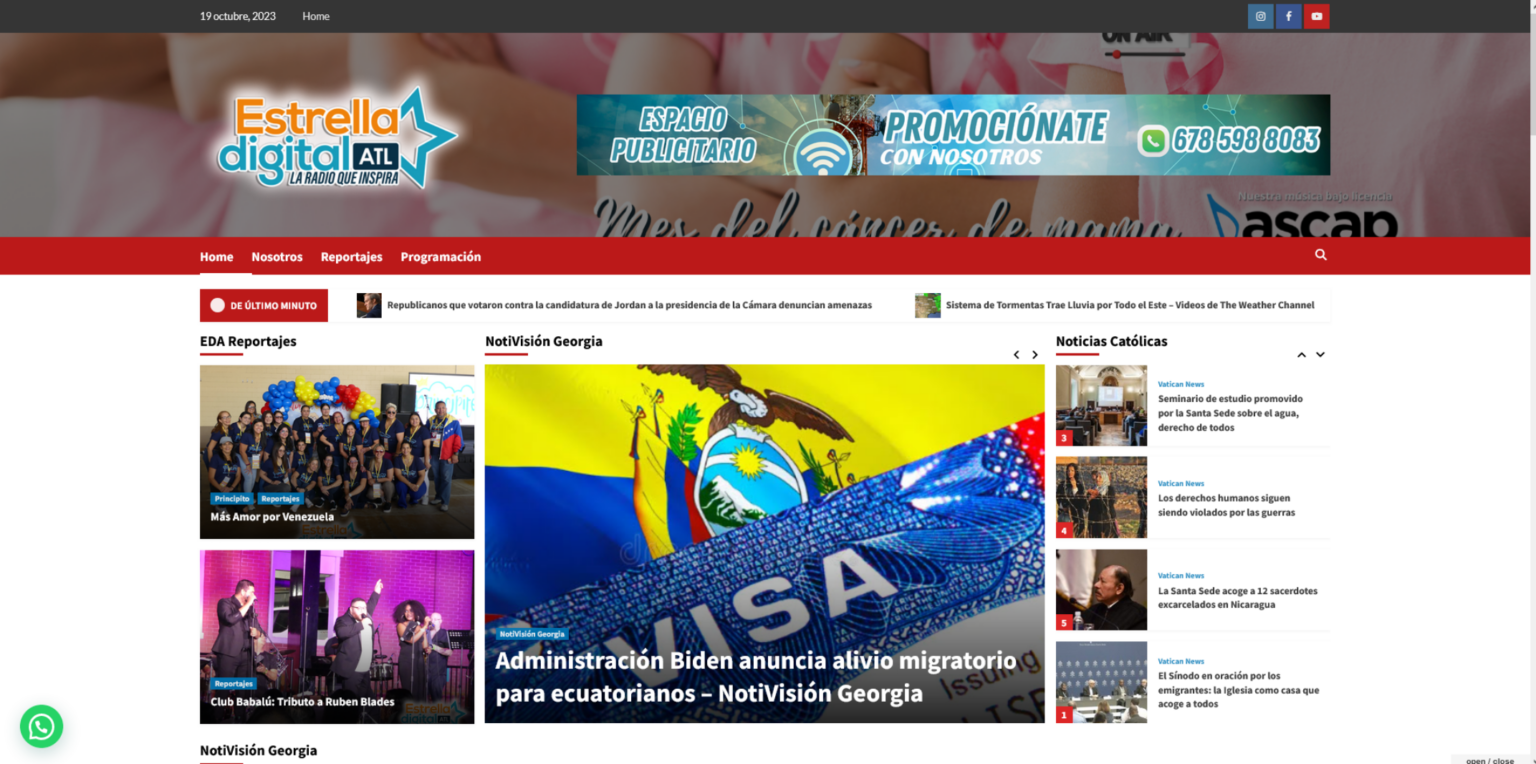 19 octubre, 2023
Home
ON AIR
Estrella
digital ATL
LA RADIO QUE INSPIRA
ESPACIO
PUBLICITARIO
PROMOCIÓNATE
CON NOSOTROS
678 598 8083
Mes del cáncer de mama
Nuestra música bajo licencia
ascap
Home
Nosotros
Reportajes
Programación
DE ÚLTIMO MINUTO
Republicanos que votaron contra la candidatura de Jordan a la presidencia de la Cámara denuncian amenazas
Sistema de Tormentas Trae Lluvia por Todo el Este – Videos de The Weather Channel
EDA Reportajes
Principito
Reportajes
Más Amor por Venezuela
Estrella
Reportajes
Club Babalú: Tributo a Ruben Blades
Estrella
digital
NotiVisión Georgia
VISA
Issuing
NotiVisión Georgia
Administración Biden anuncia alivio migratorio
para ecuatorianos – NotiVisión Georgia
Noticias Católicas
3
Vatican News
Seminario de estudio promovido
por la Santa Sede sobre el agua,
derecho de todos
4
Vatican News
Los derechos humanos siguen
siendo violados por las guerras
5
Vatican News
La Santa Sede acoge a 12 sacerdotes
excarcelados en Nicaragua
1
Vatican News
El Sínodo en oración por los
emigrantes: la Iglesia como casa que
acoge a todos
NotiVisión Georgia
open / close